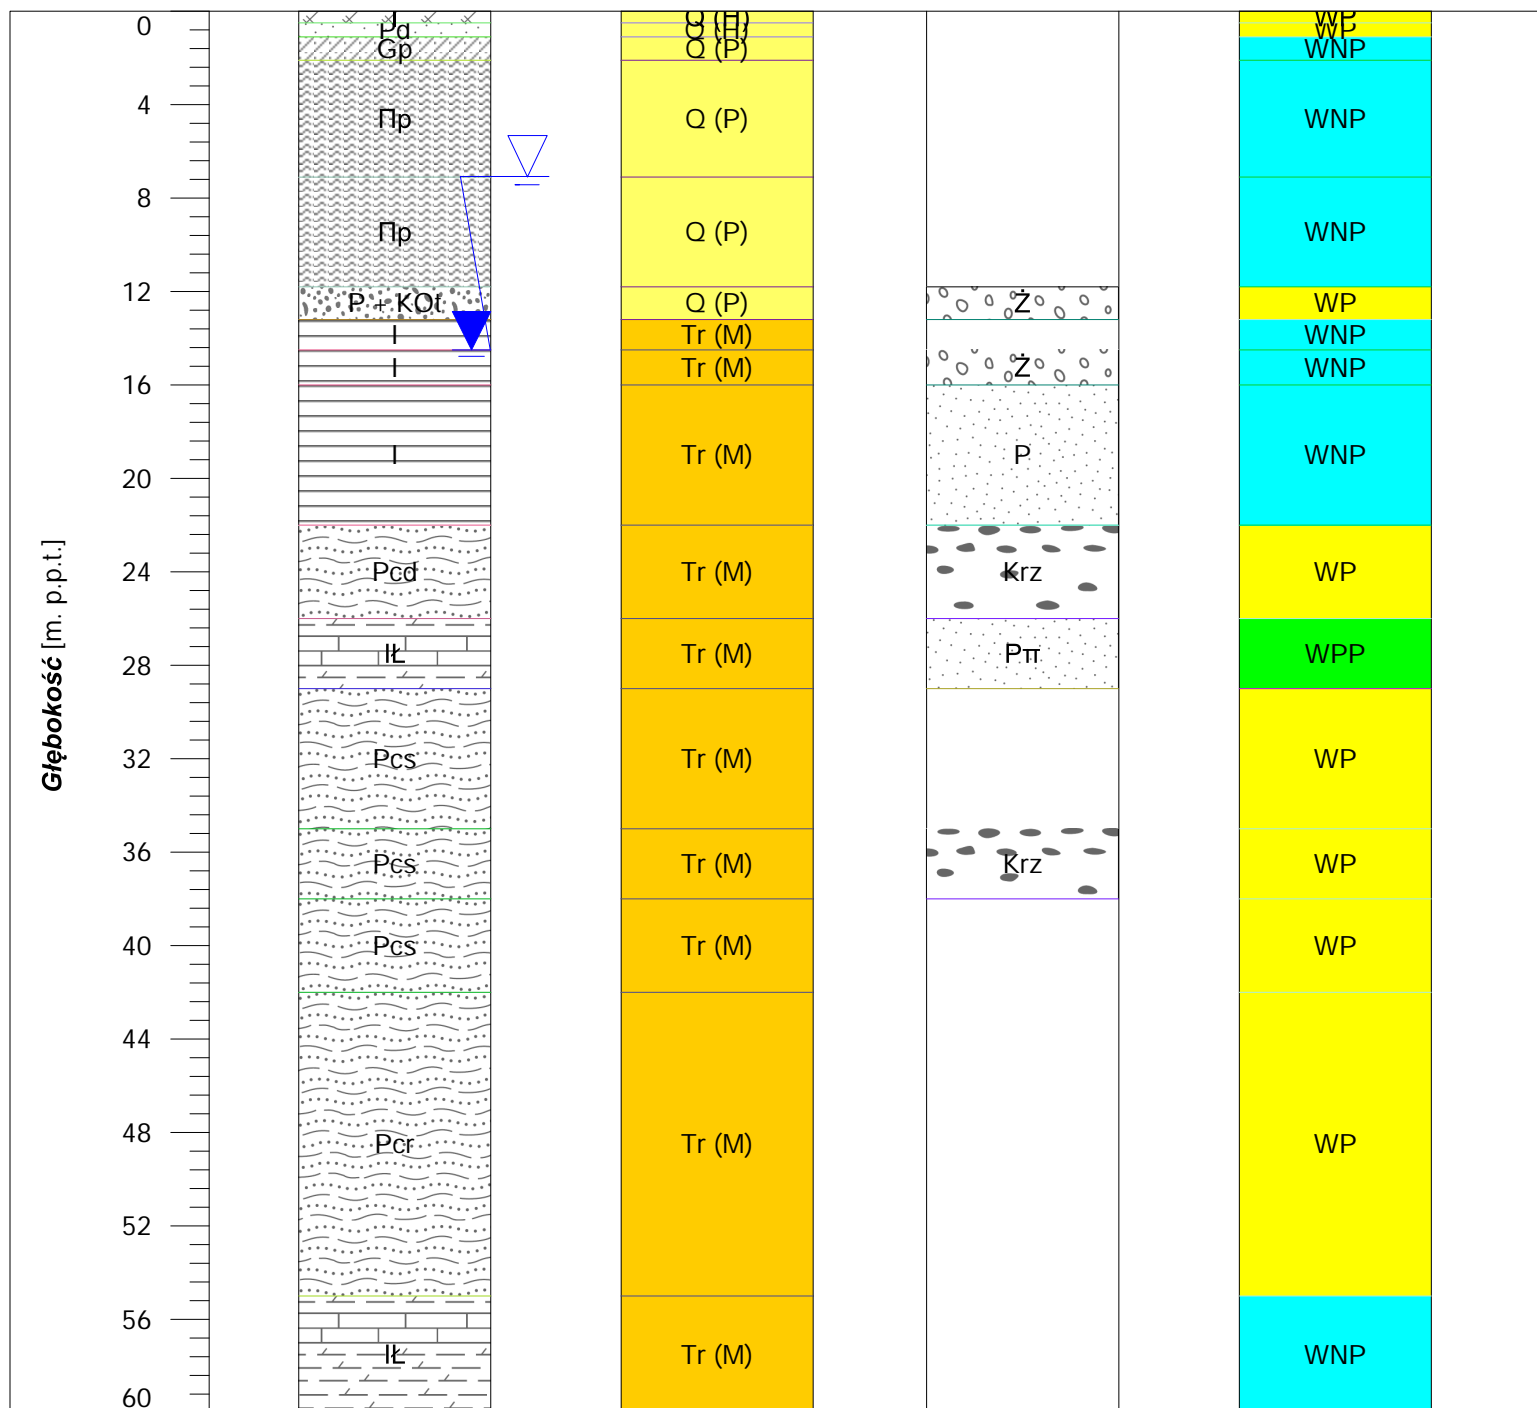 Głębokość [m. p.p.t.]
0
4
8
12
16
20
24
28
32
36
40
44
48
52
56
60
Pd
Gp
Πp
Πp
P + KOt
I
I
I
Pcd
IŁ
Pcs
Pcs
Pcs
Pcr
IŁ
Q (H)
Q (H)
Q (P)
Q (P)
Q (P)
Q (P)
Tr (M)
Tr (M)
Tr (M)
Tr (M)
Tr (M)
Tr (M)
Tr (M)
Tr (M)
Tr (M)
Tr (M)
Ż
Ż
P
Krz
Pπ
Krz
WP
WP
WNP
WNP
WNP
WP
WNP
WNP
WNP
WP
WPP
WP
WP
WP
WP
WNP